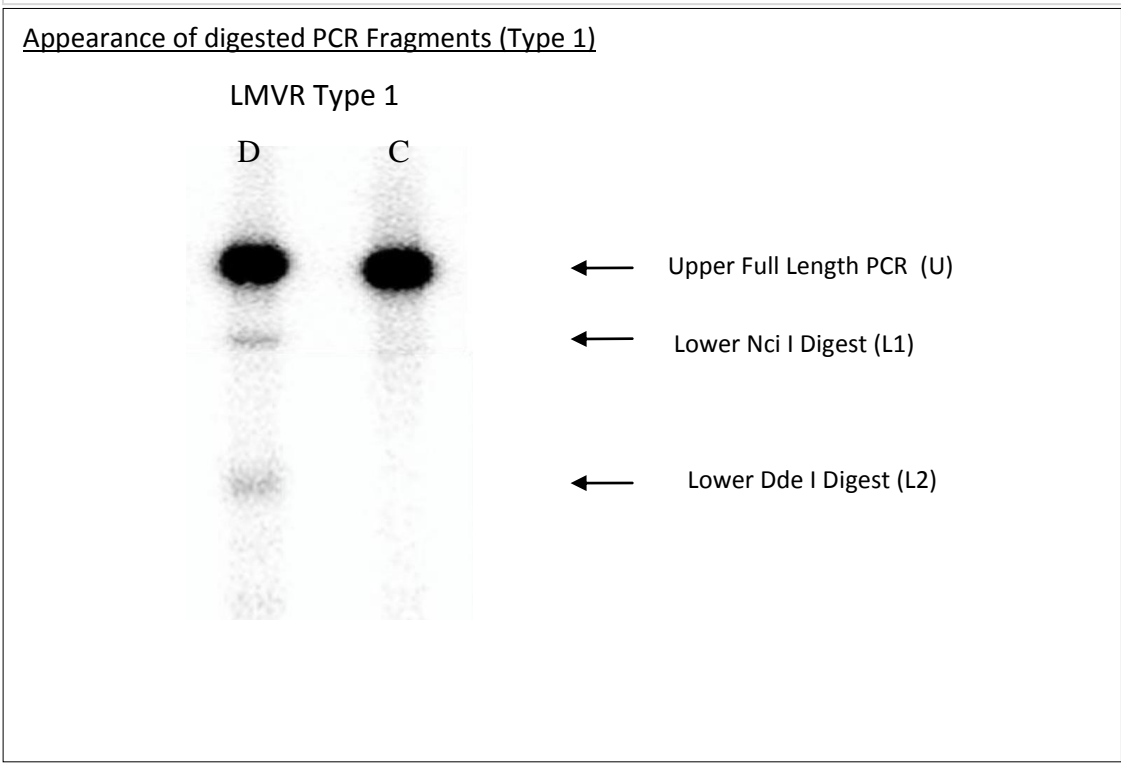 Appearance of digested PCR Fragments (Type 1)
LMVR Type 1
D C
Upper Full Length PCR (U)
Lower Nci I Digest (L1)
Lower Dde I Digest (L2)